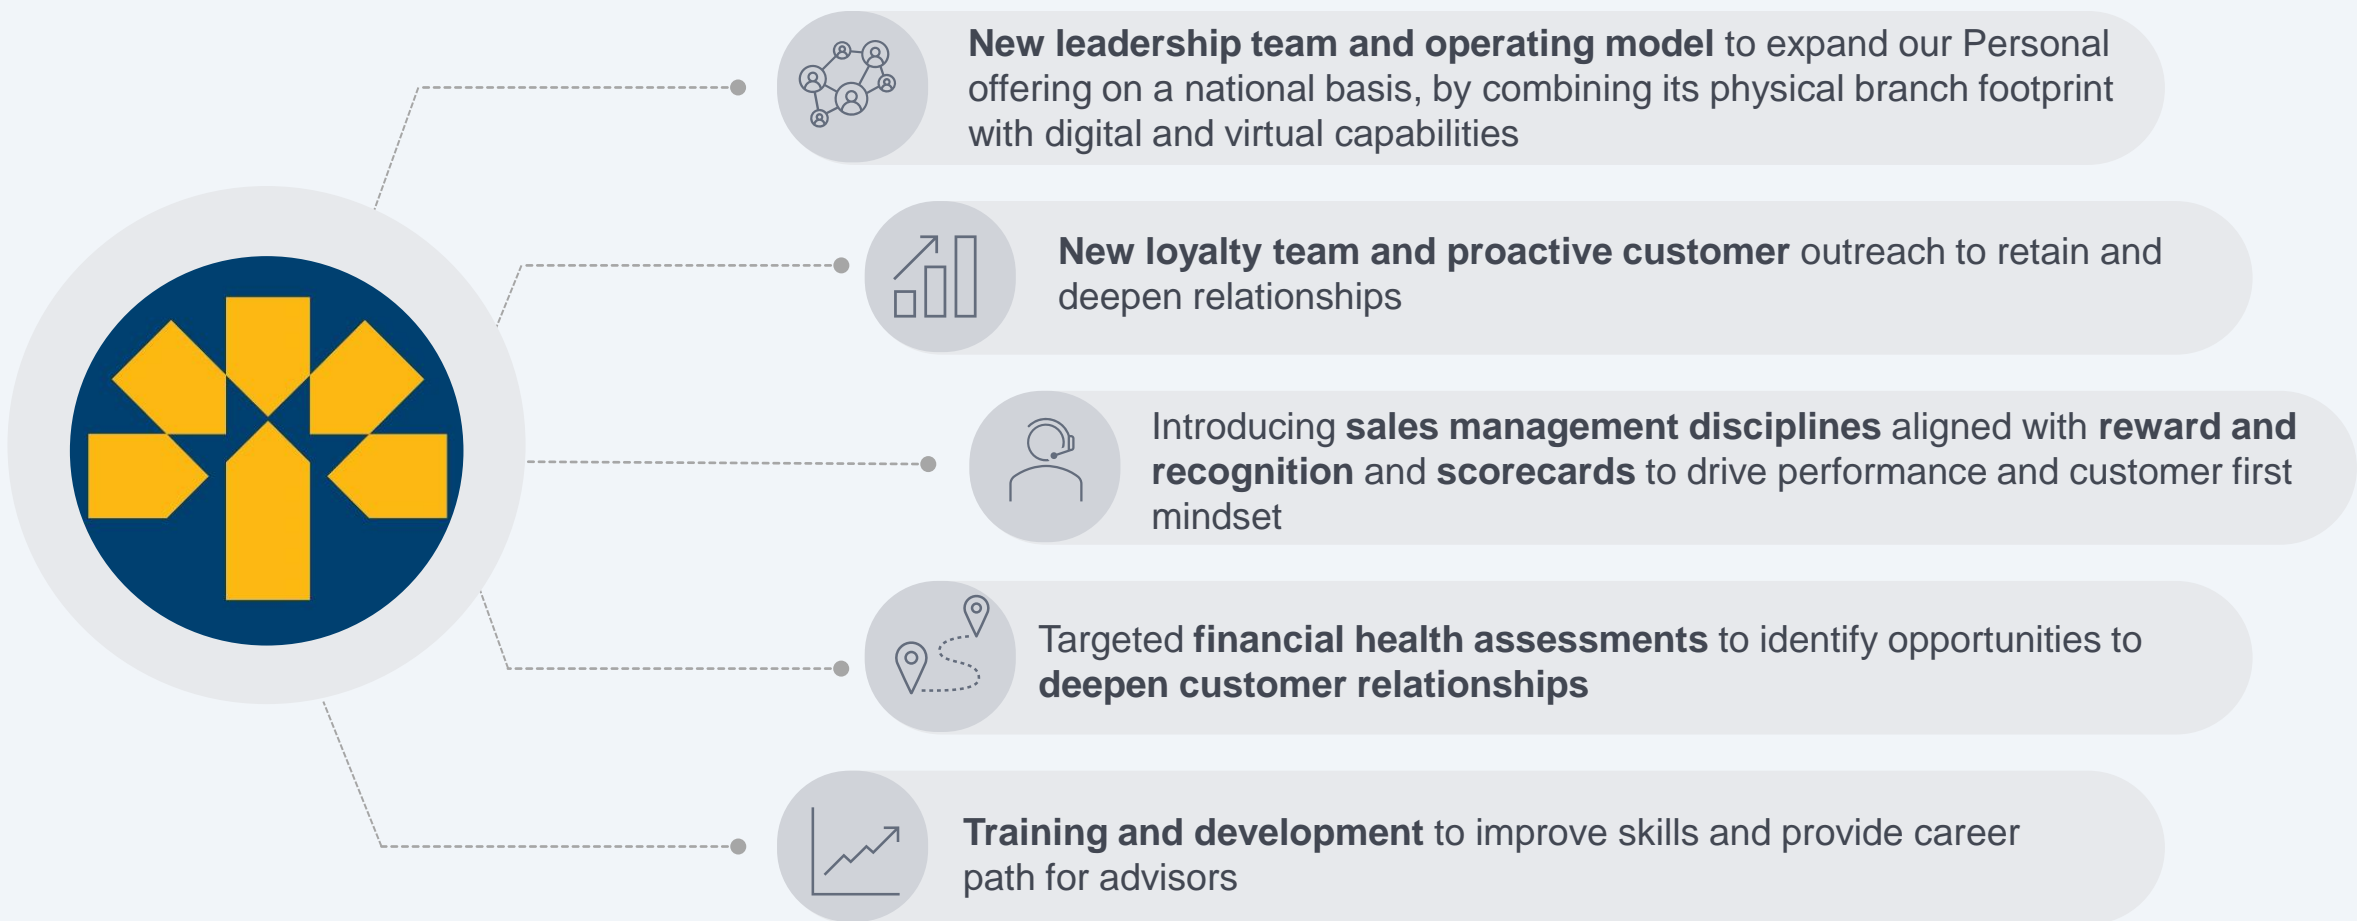 New leadership team and operating model to expand our Personal
offering on a national basis, by combining its physical branch footprint
with digital and virtual capabilities
New loyalty team and proactive customer outreach to retain and
deepen relationships
Introducing sales management disciplines aligned with reward and
recognition and scorecards to drive performance and customer first
mindset
Targeted financial health assessments to identify opportunities to
deepen customer relationships
Training and development to improve skills and provide career
path for advisors